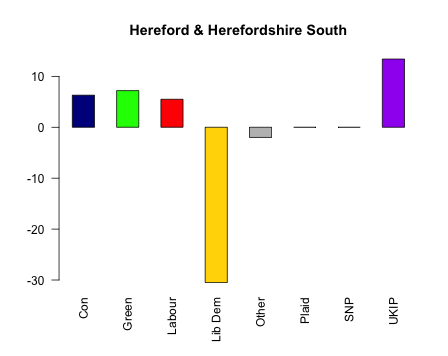 Hereford & Herefordshire South
10
0
-10
-20
-30
Con
Green
Labour
Lib Dem
Other
Plaid
SNP
UKIP